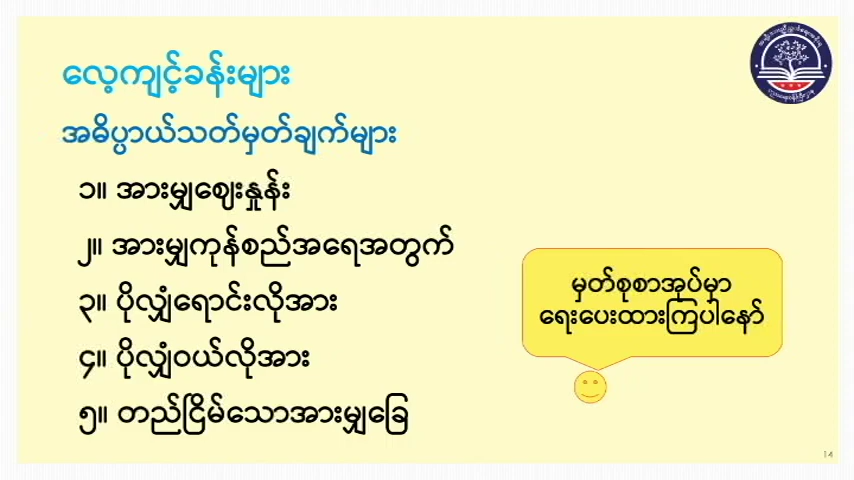 လေ့ကျင့်ခန်းများ
အဓိပ္ပာယ်သတ်မှတ်ချက်များ
၁။ အားမျှဈေးနှုန်း
၂။ အားမျှကုန်စည်အရေအတွက်
၃။ ပိုလျှံရောင်းလိုအား
၄။ ပိုလျှံဝယ်လိုအား
၅။ တည်ငြိမ်သောအားမျှခြေ
မှတ်စုစာအုပ်မှာ
ရေးပေးထားကြပါနော်
14